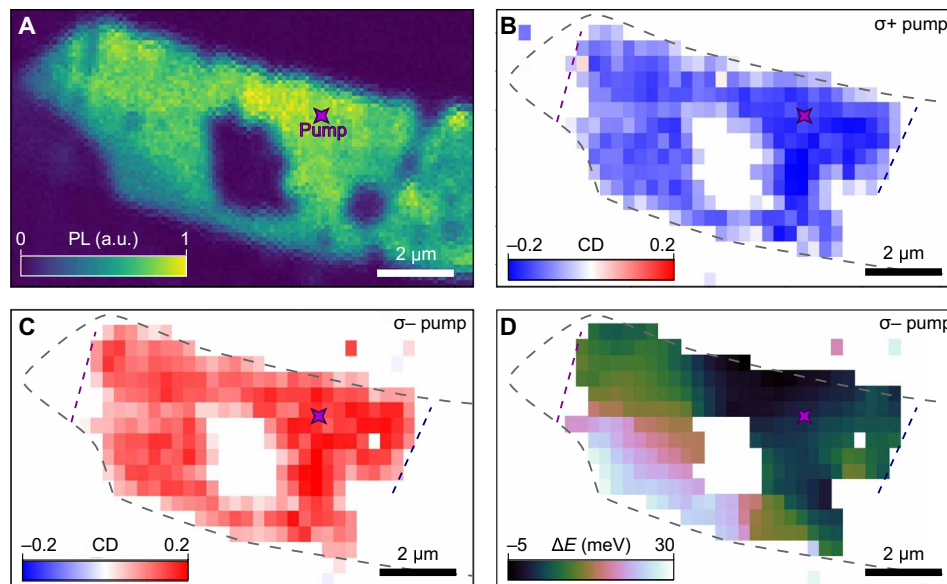 A
Pump
0 PL (a.u.) 1
2 µm
B σ+ pump
–0.2 CD 0.2
2 µm
C σ– pump
–0.2 CD 0.2
2 µm
D σ– pump
–5 ΔE (meV) 30
2 µm